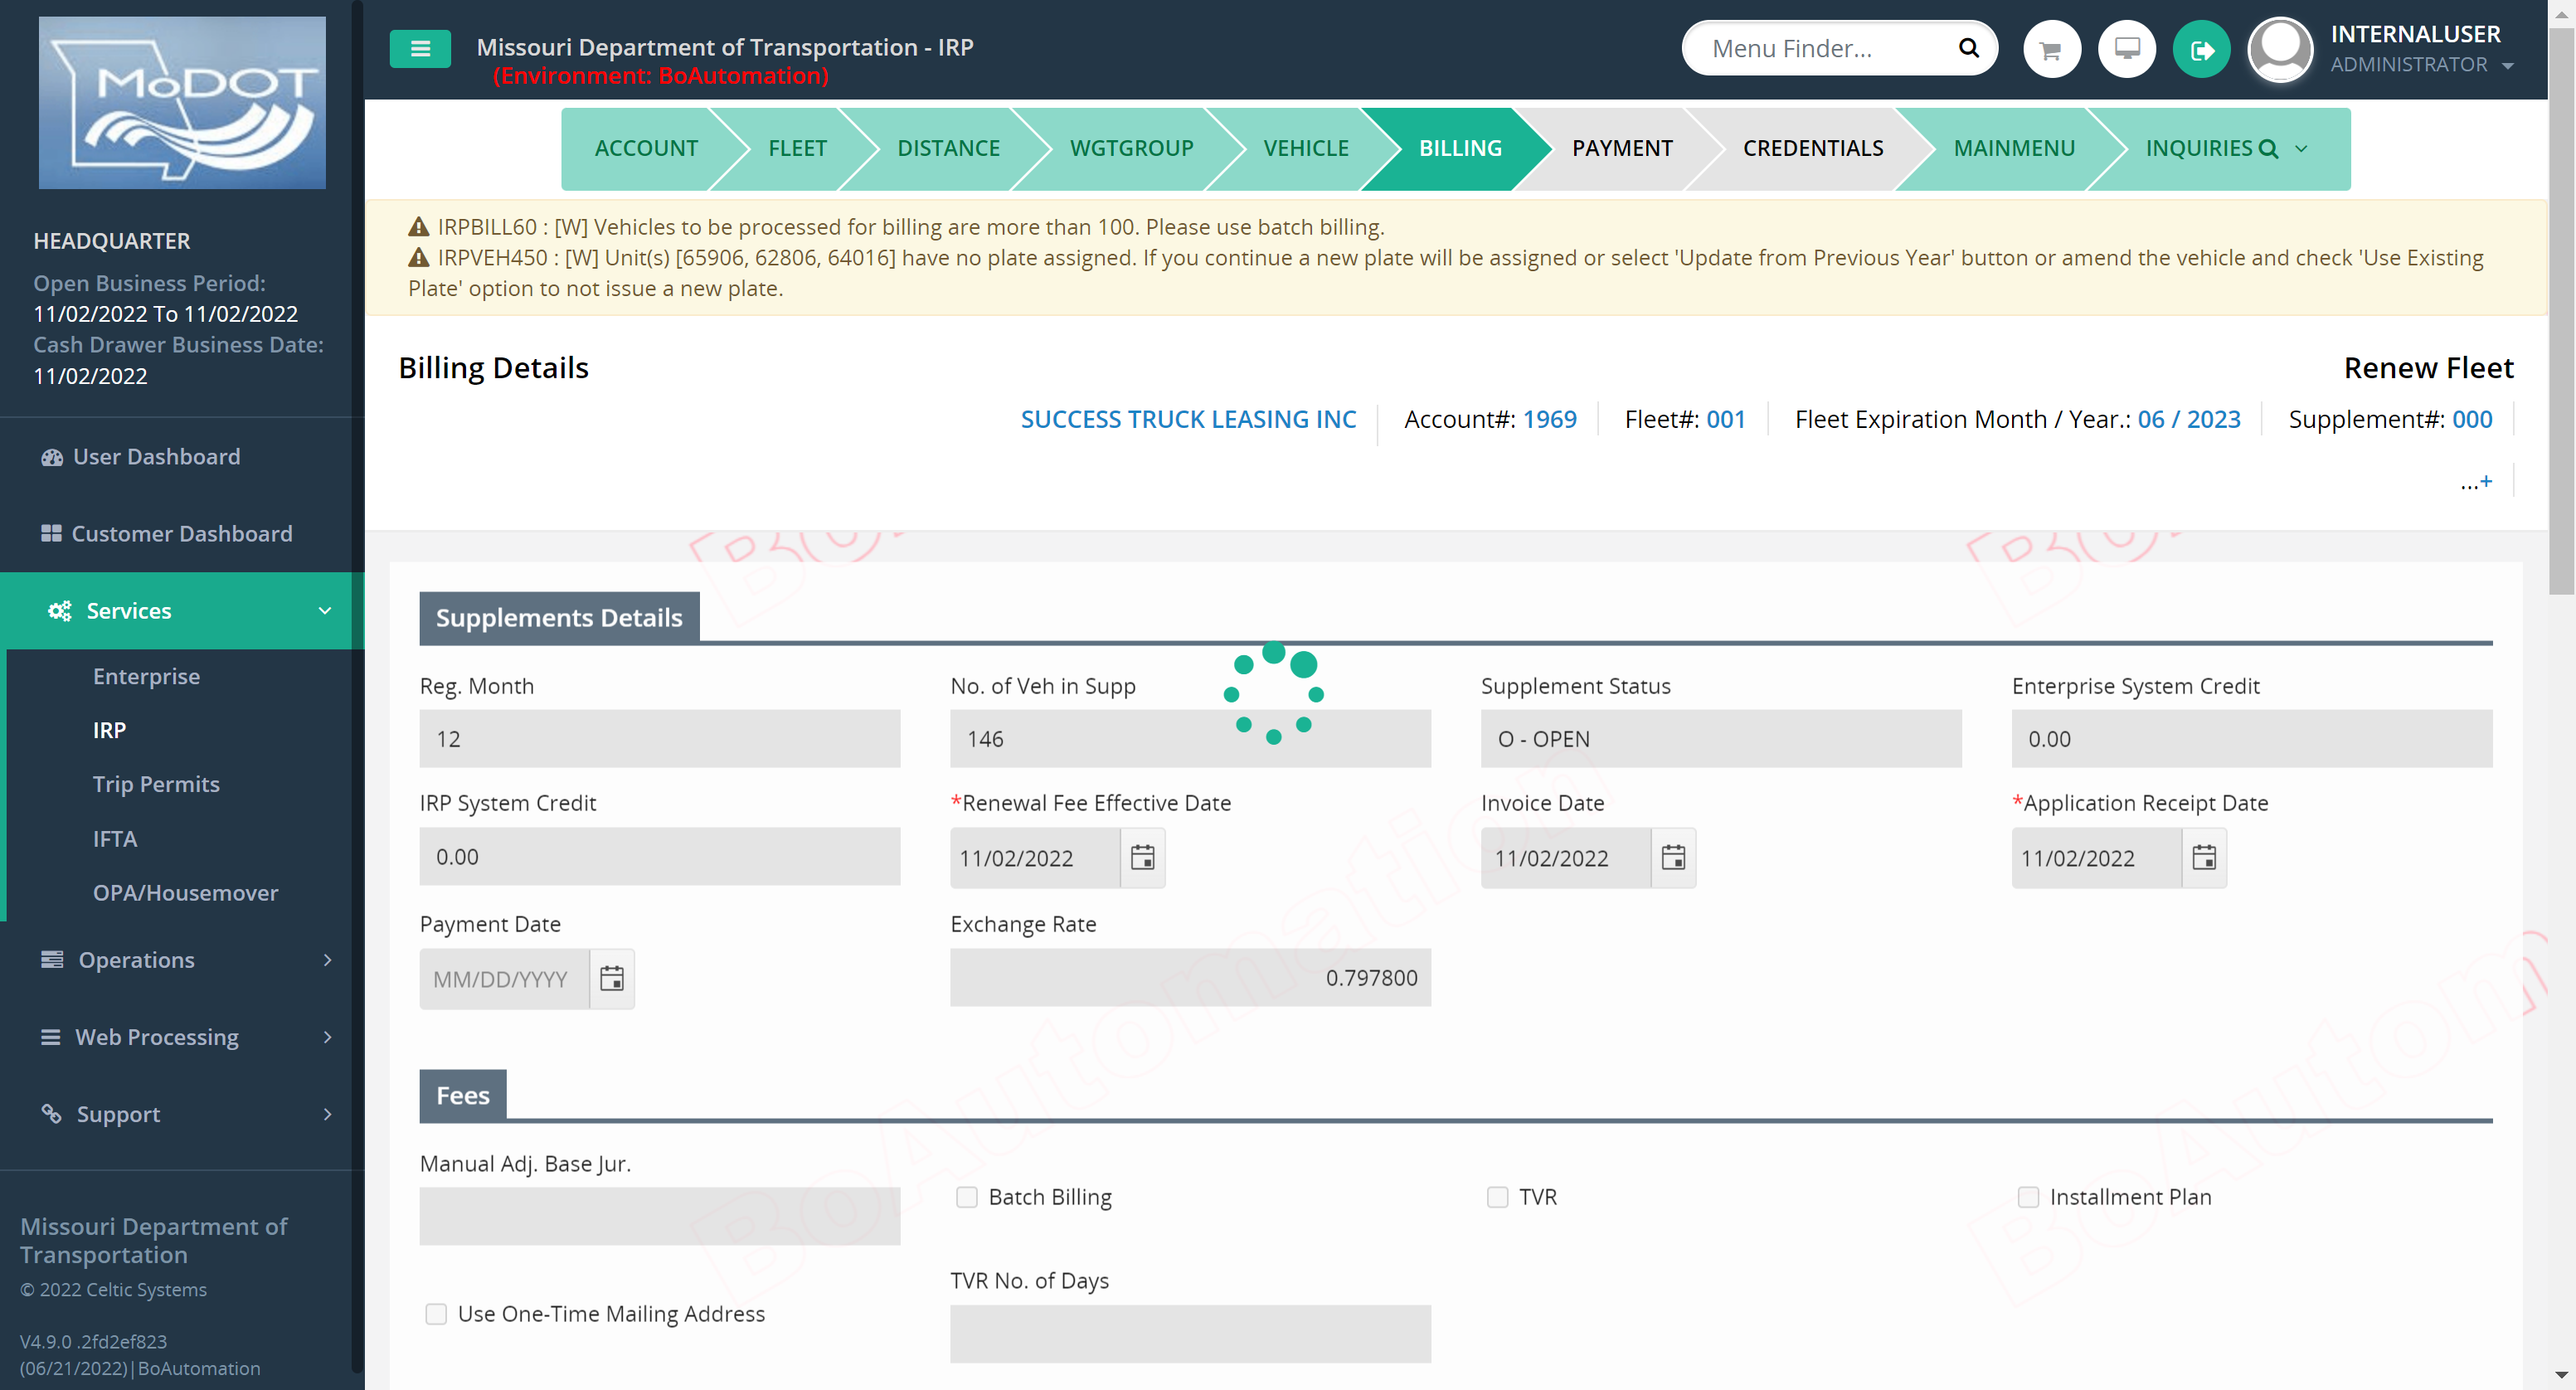 MoDOT
Missouri Department of Transportation - IRP
(Environment: BoAutomation)
Menu Finder...
INTERNALUSER
ADMINISTRATOR
ACCOUNT
FLEET
DISTANCE
WGTGROUP
VEHICLE
BILLING
PAYMENT
CREDENTIALS
MAINMENU
INQUIRIES
IRPBILL60 : [W] Vehicles to be processed for billing are more than 100. Please use batch billing.
IRPVEH450 : [W] Unit(s) [65906, 62806, 64016] have no plate assigned. If you continue a new plate will be assigned or select 'Update from Previous Year' button or amend the vehicle and check 'Use Existing
Plate' option to not issue a new plate.
HEADQUARTER
Open Business Period:
11/02/2022 To 11/02/2022
Cash Drawer Business Date:
11/02/2022
User Dashboard
Customer Dashboard
Services
Enterprise
IRP
Trip Permits
IFTA
OPA/Housemover
Operations
Web Processing
Support
Missouri Department of
Transportation
© 2022 Celtic Systems
V4.9.0 .2fd2ef823
(06/21/2022)|BoAutomation
Billing Details
Renew Fleet
SUCCESS TRUCK LEASING INC
Account#: 1969
Fleet#: 001
Fleet Expiration Month / Year.: 06 / 2023
Supplement#: 000
...+
Supplements Details
Reg. Month
No. of Veh in Supp
Supplement Status
Enterprise System Credit
12
146
O - OPEN
0.00
IRP System Credit
*Renewal Fee Effective Date
Invoice Date
*Application Receipt Date
0.00
11/02/2022
11/02/2022
11/02/2022
Payment Date
Exchange Rate
MM/DD/YYYY
0.797800
Fees
Manual Adj. Base Jur.
Batch Billing
TVR
Installment Plan
Use One-Time Mailing Address
TVR No. of Days
BoAutomation
BoAutom